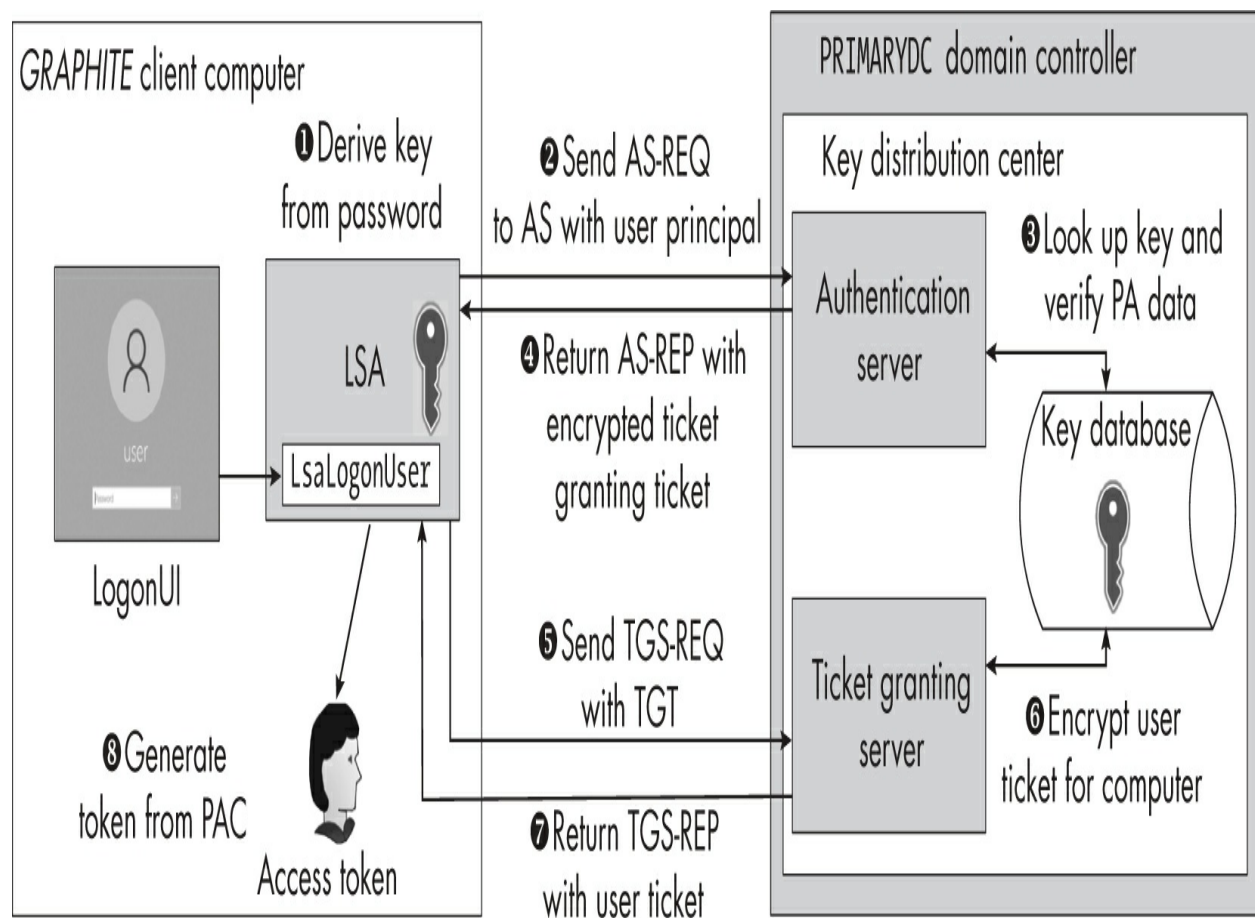 GRAPHITE client computer
❶Derive key
from password
LSA
LsaLogonUser
user
Password
LogonUI
❽Generate
token from PAC
Access token
❷Send AS-REQ
to AS with user principal
❹Return AS-REP with
encrypted ticket
granting ticket
❺Send TGS-REQ
with TGT
❼Return TGS-REP
with user ticket
PRIMARYDC domain controller
Key distribution center
Authentication
server
❸Look up key and
verify PA data
Key database
Ticket granting
server
❻Encrypt user
ticket for computer